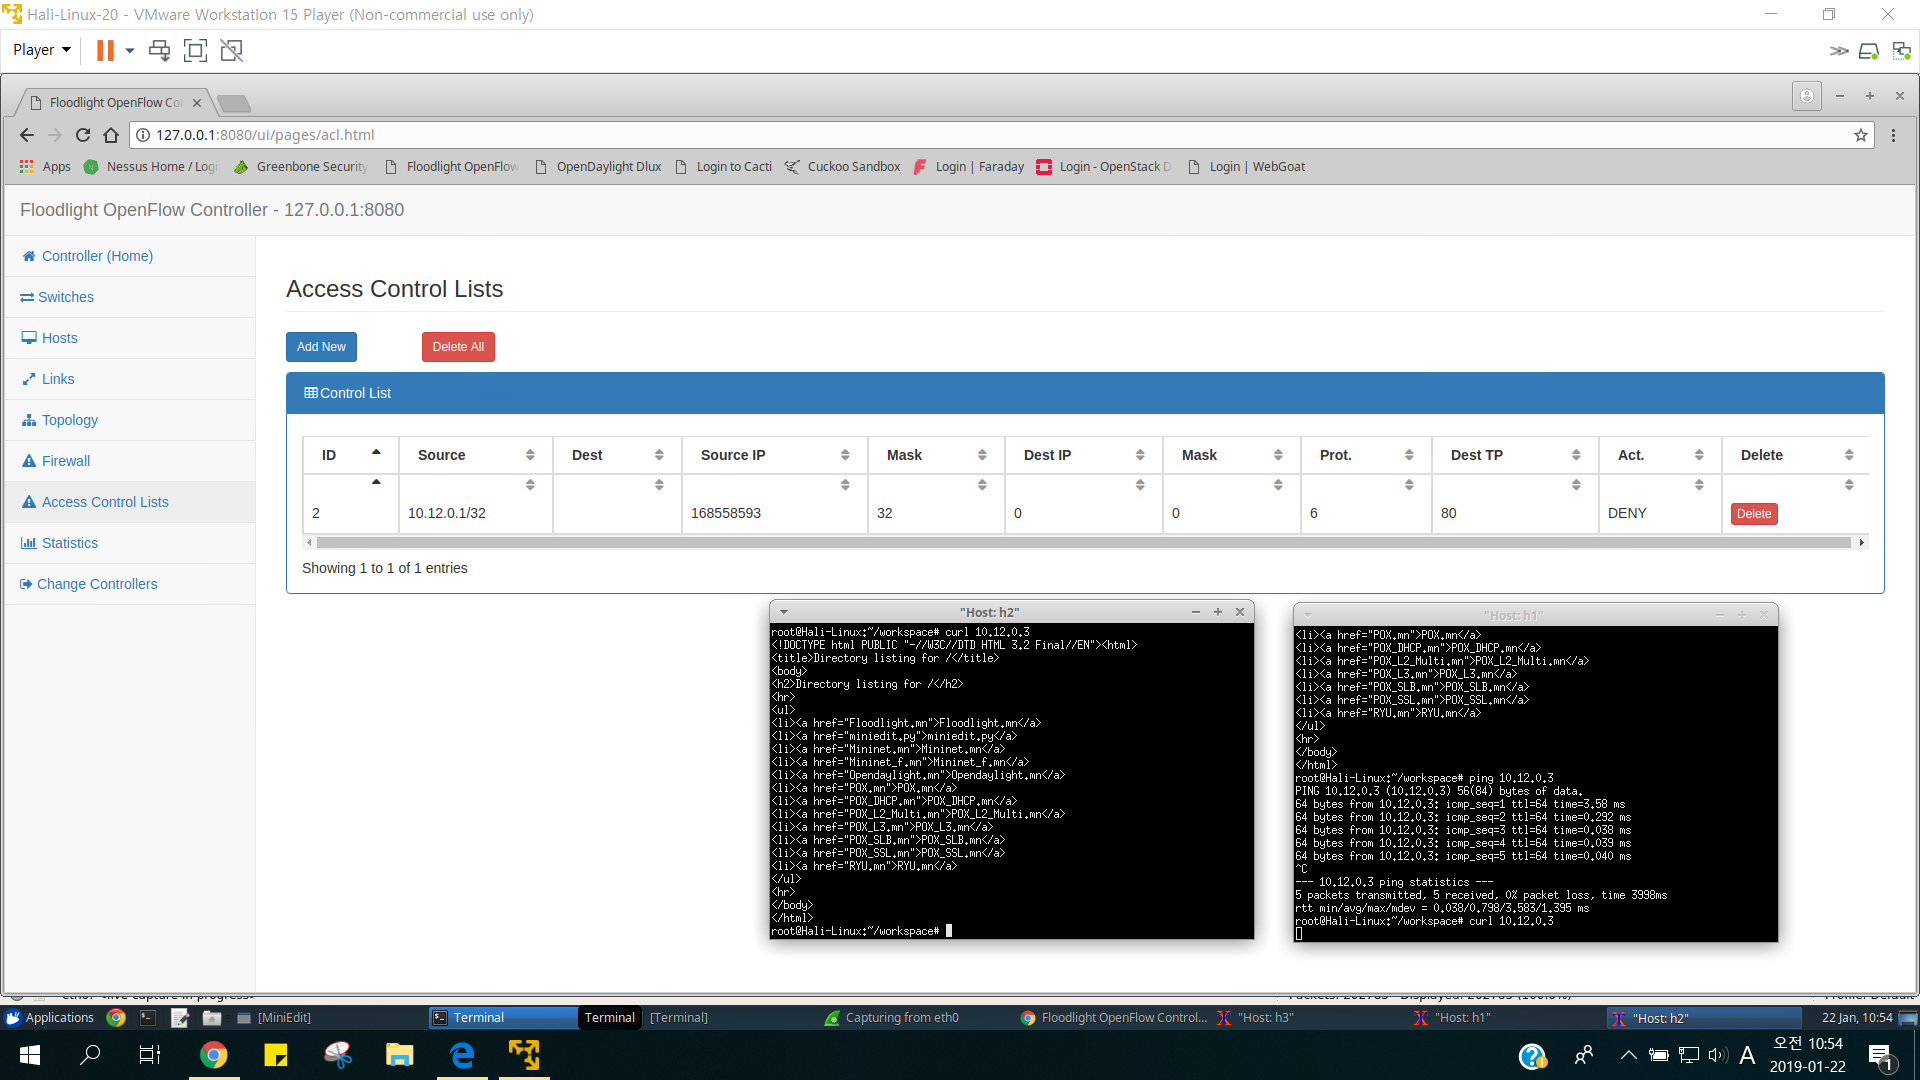 Hali-Linux-20 - VMware Workstation 15 Player (Non-commercial use only)
Player
Floodlight OpenFlow Co
127.0.0.1:8080/ui/pages/acl.html
Apps Nessus Home / Logi Greenbone Security Floodlight OpenFlow OpenDaylight Dlux Login to Cacti Cuckoo Sandbox Login | Faraday Login - OpenStack D Login | WebGoat
Floodlight OpenFlow Controller - 127.0.0.1:8080
Controller (Home)
Switches
Hosts
Links
Topology
Firewall
Access Control Lists
Statistics
Change Controllers
Access Control Lists
Add New Delete All
Control List
ID Source Dest Source IP Mask Dest IP Mask Prot. Dest TP Act. Delete
2 10.12.0.1/32 168558593 32 0 0 6 80 DENY Delete
Showing 1 to 1 of 1 entries
"Host: h2"
root@Hali-Linux:~/workspace# curl 10.12.0.3
<!DOCTYPE html PUBLIC "-//W3C//DTD HTML 3.2 Final//EN"><html>
<title>Directory listing for /</title>
<body>
<h2>Directory listing for /</h2>
<hr>
<ul>
<li><a href="Floodlight.mn">Floodlight.mn</a>
<li><a href="miniedit.py">miniedit.py</a>
<li><a href="Mininet.mn">Mininet.mn</a>
<li><a href="Mininet_f.mn">Mininet_f.mn</a>
<li><a href="Opendaylight.mn">Opendaylight.mn</a>
<li><a href="POX.mn">POX.mn</a>
<li><a href="POX_DHCP.mn">POX_DHCP.mn</a>
<li><a href="POX_L2_Multi.mn">POX_L2_Multi.mn</a>
<li><a href="POX_L3.mn">POX_L3.mn</a>
<li><a href="POX_SLB.mn">POX_SLB.mn</a>
<li><a href="POX_SSL.mn">POX_SSL.mn</a>
<li><a href="RYU.mn">RYU.mn</a>
</ul>
<hr>
</body>
</html>
root@Hali-Linux:~/workspace#
"Host: h1"
<li><a href="POX.mn">POX.mn</a>
<li><a href="POX_DHCP.mn">POX_DHCP.mn</a>
<li><a href="POX_L2_Multi.mn">POX_L2_Multi.mn</a>
<li><a href="POX_L3.mn">POX_L3.mn</a>
<li><a href="POX_SLB.mn">POX_SLB.mn</a>
<li><a href="POX_SSL.mn">POX_SSL.mn</a>
<li><a href="RYU.mn">RYU.mn</a>
</ul>
<hr>
</body>
</html>
root@Hali-Linux:~/workspace# ping 10.12.0.3
PING 10.12.0.3 (10.12.0.3) 56(84) bytes of data.
64 bytes from 10.12.0.3: icmp_seq=1 ttl=64 time=3.58 ms
64 bytes from 10.12.0.3: icmp_seq=2 ttl=64 time=0.292 ms
64 bytes from 10.12.0.3: icmp_seq=3 ttl=64 time=0.038 ms
64 bytes from 10.12.0.3: icmp_seq=4 ttl=64 time=0.039 ms
64 bytes from 10.12.0.3: icmp_seq=5 ttl=64 time=0.040 ms
^C
--- 10.12.0.3 ping statistics ---
5 packets transmitted, 5 received, 0% packet loss, time 3998ms
rtt min/avg/max/mdev = 0.038/0.798/3.583/1.395 ms
root@Hali-Linux:~/workspace# curl 10.12.0.3
Applications [MiniEdit] Terminal Terminal [Terminal] Capturing from eth0 Floodlight OpenFlow Control... "Host: h3" "Host: h1" "Host: h2" 22 Jan, 10:54
A 오전 10:54
2019-01-22 1